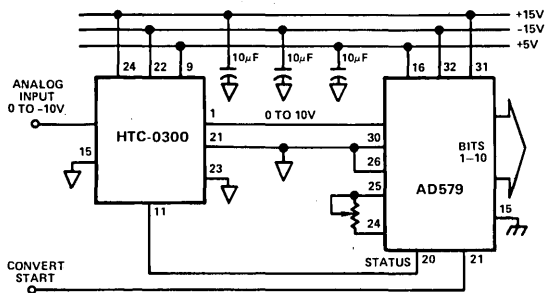 +15V
-15V
+5V
10μF
10μF
10μF
24
22
9
16
32
31
ANALOG
INPUT
0 TO -10V
HTC-0300
1
0 TO 10V
21
15
23
11
30
26
25
24
AD579
BITS
1-10
15
STATUS
20
21
CONVERT
START